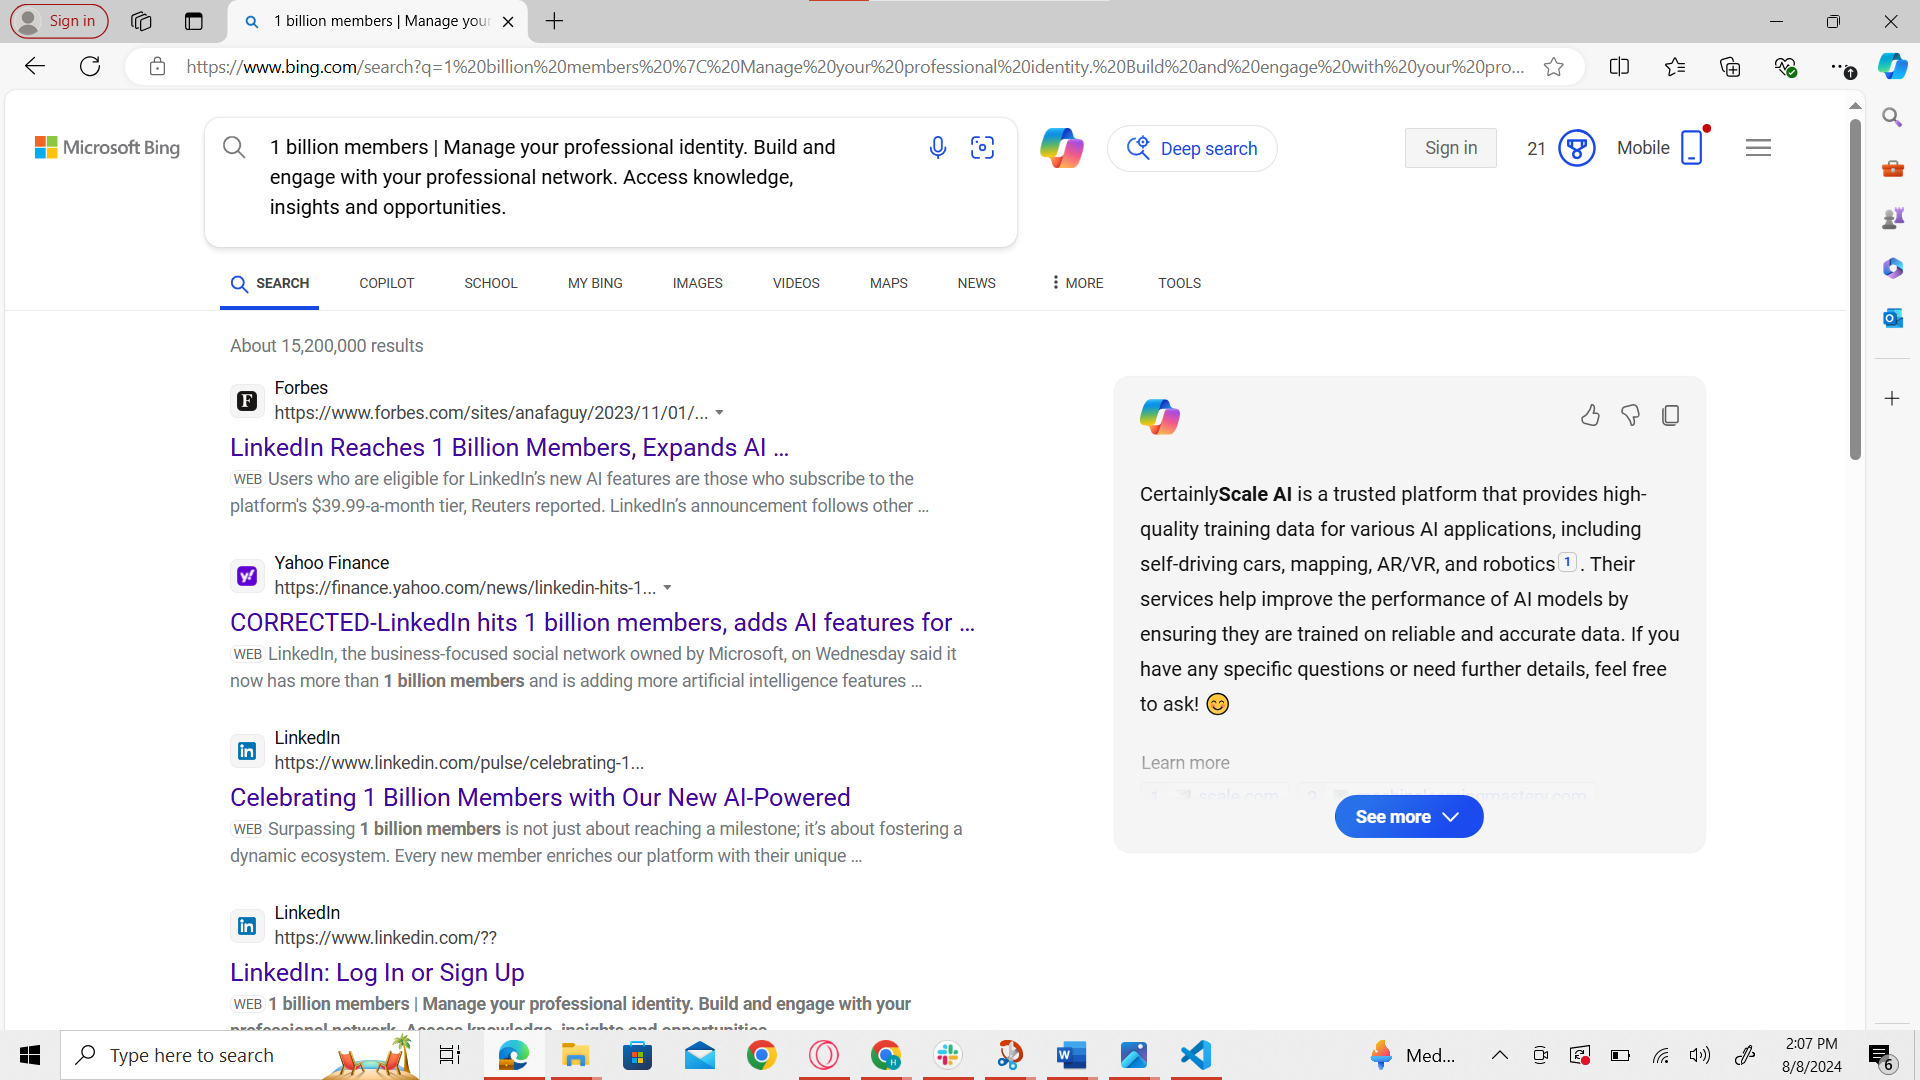 Sign in
1 billion members | Manage your
https://www.bing.com/search?q=1%20billion%20members%20%7C%20Manage%20your%20professional%20identity.%20Build%20and%20engage%20with%20your%20pro...
Microsoft Bing
1 billion members | Manage your professional identity. Build and
engage with your professional network. Access knowledge,
insights and opportunities.
Deep search
Sign in
21
Mobile
SEARCH
COPILOT
SCHOOL
MY BING
IMAGES
VIDEOS
MAPS
NEWS
MORE
TOOLS
About 15,200,000 results
Forbes
https://www.forbes.com/sites/anafaguy/2023/11/01/...
LinkedIn Reaches 1 Billion Members, Expands AI ...
WEB Users who are eligible for LinkedIn’s new AI features are those who subscribe to the
platform's $39.99-a-month tier, Reuters reported. LinkedIn’s announcement follows other ...
Yahoo Finance
https://finance.yahoo.com/news/linkedin-hits-1...
CORRECTED-LinkedIn hits 1 billion members, adds AI features for ...
WEB LinkedIn, the business-focused social network owned by Microsoft, on Wednesday said it
now has more than 1 billion members and is adding more artificial intelligence features ...
LinkedIn
https://www.linkedin.com/pulse/celebrating-1...
Celebrating 1 Billion Members with Our New AI-Powered
WEB Surpassing 1 billion members is not just about reaching a milestone; it’s about fostering a
dynamic ecosystem. Every new member enriches our platform with their unique ...
LinkedIn
https://www.linkedin.com/??
LinkedIn: Log In or Sign Up
WEB 1 billion members | Manage your professional identity. Build and engage with your
professional network. Access knowledge, insights and opportunities.
CertainlyScale AI is a trusted platform that provides high-
quality training data for various AI applications, including
self-driving cars, mapping, AR/VR, and robotics 1 . Their
services help improve the performance of AI models by
ensuring they are trained on reliable and accurate data. If you
have any specific questions or need further details, feel free
to ask! 😊
Learn more
1 scale.com 2 machinelearningmastery.com
See more
Type here to search
Med...
2:07 PM
8/8/2024
6